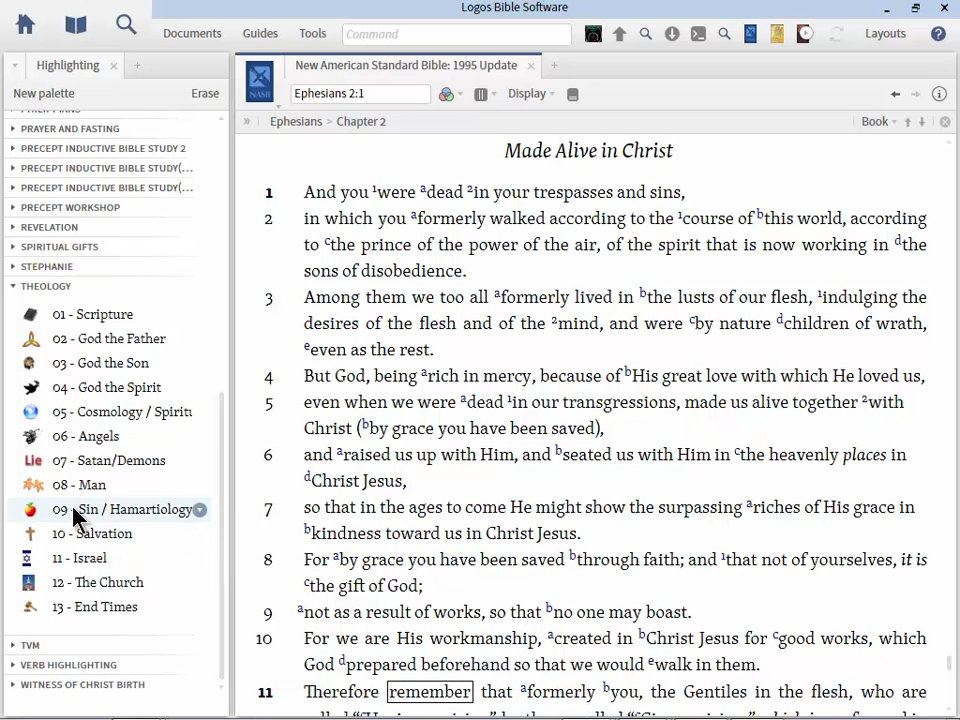 Logos Bible Software
Documents Guides Tools Command Layouts
Highlighting
New palette Erase
PRAYER AND FASTING
PRECEPT INDUCTIVE BIBLE STUDY 2
PRECEPT INDUCTIVE BIBLE STUDY(...
PRECEPT INDUCTIVE BIBLE STUDY(...
PRECEPT WORKSHOP
REVELATION
SPIRITUAL GIFTS
STEPHANIE
THEOLOGY
01 - Scripture
02 - God the Father
03 - God the Son
04 - God the Spirit
05 - Cosmology / Spiritu
06 - Angels
Lie 07 - Satan/Demons
08 - Man
09 - Sin / Hamartiology
10 - Salvation
11 - Israel
12 - The Church
13 - End Times
TVM
VERB HIGHLIGHTING
WITNESS OF CHRIST BIRTH
New American Standard Bible: 1995 Update
NASB
Ephesians 2:1 Display
Ephesians > Chapter 2 Book
Made Alive in Christ
1 And you 1were adead 2in your trespasses and sins,
2 in which you aformerly walked according to the 1course of bthis world, according
to cthe prince of the power of the air, of the spirit that is now working in dthe
sons of disobedience.
3 Among them we too all aformerly lived in bthe lusts of our flesh, 1indulging the
desires of the flesh and of the 2mind, and were cby nature dchildren of wrath,
eeven as the rest.
4 But God, being arich in mercy, because of bHis great love with which He loved us,
5 even when we were adead 1in our transgressions, made us alive together 2with
Christ (bby grace you have been saved),
6 and araised us up with Him, and bseated us with Him in cthe heavenly places in
dChrist Jesus,
7 so that in the ages to come He might show the surpassing ariches of His grace in
bkindness toward us in Christ Jesus.
8 For aby grace you have been saved bthrough faith; and 1that not of yourselves, it is
cthe gift of God;
9 anot as a result of works, so that bno one may boast.
10 For we are His workmanship, acreated in bChrist Jesus for cgood works, which
God dprepared beforehand so that we would ewalk in them.
11 Therefore remember that aformerly byou, the Gentiles in the flesh, who are